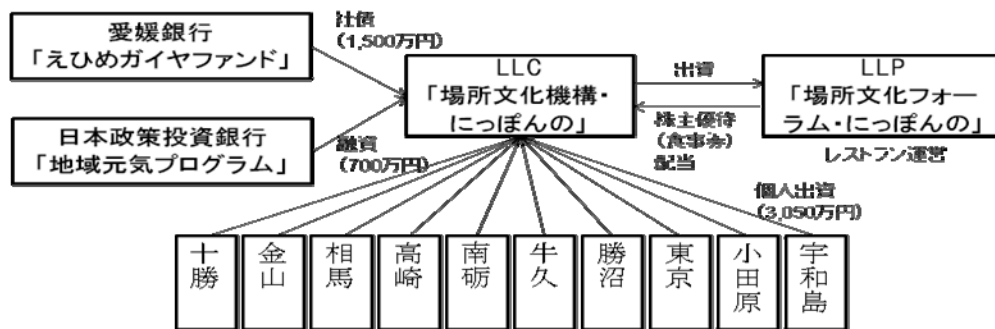 愛媛銀行
「えひめガイヤファンド」
社債
(1,500万円)
LLC
「場所文化機構・
にっぽんの」
出資
株主優待
(食事券)
配当
LLP
「場所文化フォー
ラム・にっぽんの」
レストラン運営
日本政策投資銀行
「地域元気プログラム」
融資
(700万円)
個人出資
(3,050万円)
十勝
金山
相馬
高崎
南砺
牛久
勝沼
東京
小田原
宇和島